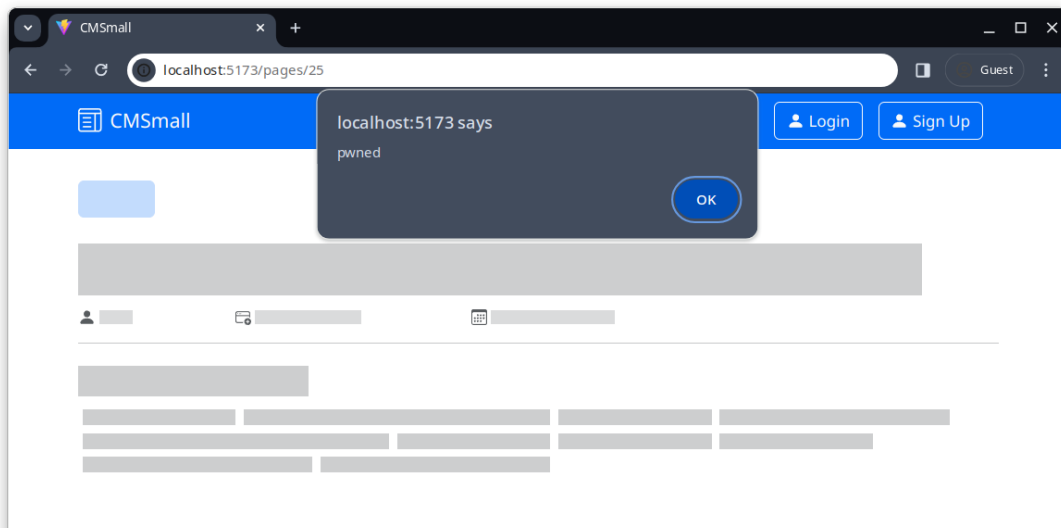 CMSmall
localhost:5173/pages/25
Guest
CMSmall
Login
Sign Up
localhost:5173 says
pwned
OK